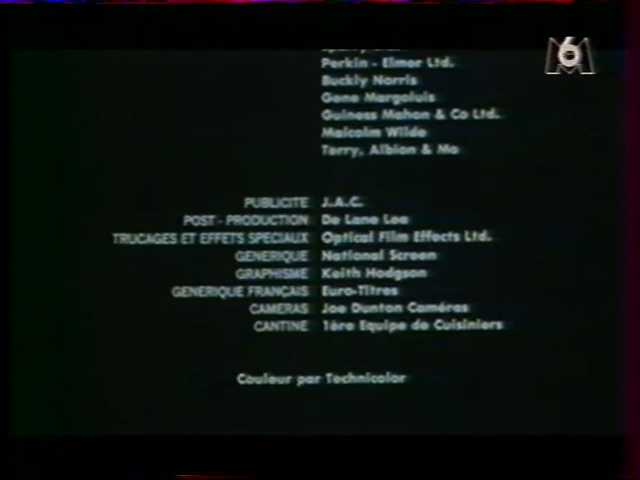 M6
Perkin - Elmer Ltd.
Buckly Norris
Gene Margoluis
Guiness Mahon & Co Ltd.
Malcolm Wilde
Terry, Albion & Mo
PUBLICITE J.A.C.
POST - PRODUCTION De Lane Lee
TRUCAGES ET EFFETS SPECIAUX Optical Film Effects Ltd.
GENERIQUE National Screen
GRAPHISME Keith Hodgson
GENERIQUE FRANÇAIS Euro-Titres
CAMERAS Joe Dunton Caméras
CANTINE 1ère Equipe de Cuisiniers
Couleur par Technicolor